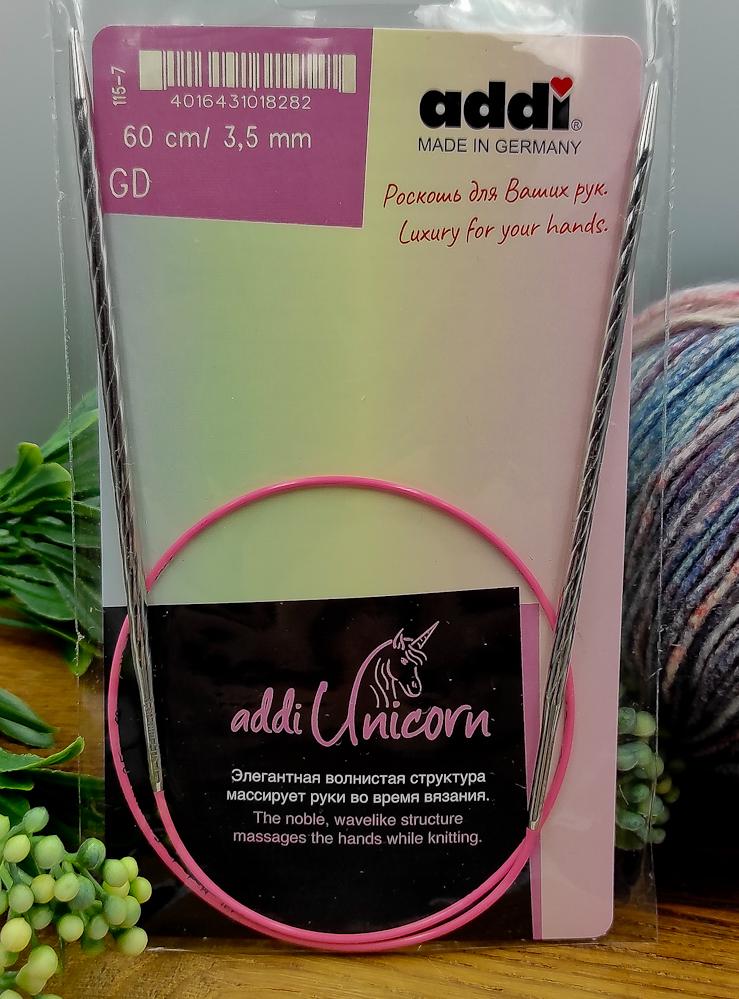 115-7
4016431018282
60 cm/ 3,5 mm
GD
addi®
MADE IN GERMANY
Роскошь для Ваших рук.
Luxury for your hands.
addi Unicorn
Элегантная волнистая структура
массирует руки во время вязания.
The noble, wavelike structure
massages the hands while knitting.